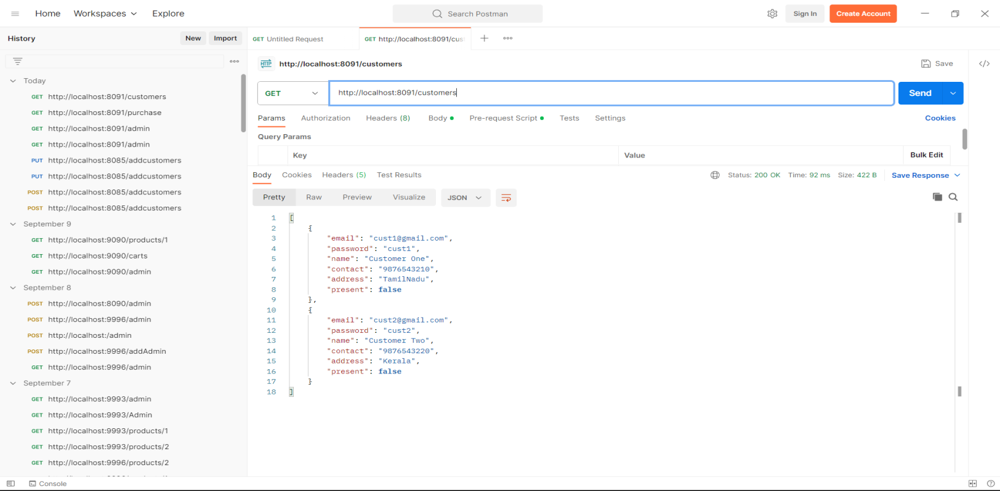 Home Workspaces Explore Search Postman Sign In Create Account
History New Import GET Untitled Request GET http://localhost:8091/cus
HTTP http://localhost:8091/customers Save </>
Today
GET http://localhost:8091/customers
GET http://localhost:8091/purchase
GET http://localhost:8091/admin
GET http://localhost:8091/admin
PUT http://localhost:8085/addcustomers
PUT http://localhost:8085/addcustomers
POST http://localhost:8085/addcustomers
POST http://localhost:8085/addcustomers
September 9
GET http://localhost:9090/products/1
GET http://localhost:9090/carts
GET http://localhost:9090/admin
September 8
POST http://localhost:8090/admin
POST http://localhost:9996/admin
POST http://localhost:/admin
POST http://localhost:9996/addAdmin
GET http://localhost:9996/admin
September 7
GET http://localhost:9993/admin
GET http://localhost:9993/Admin
GET http://localhost:9993/products/1
GET http://localhost:9993/products/2
GET http://localhost:9996/products/2
GET http://localhost:8091/customers Send
Params Authorization Headers (8) Body Pre-request Script Tests Settings Cookies
Query Params
Key Value Bulk Edit
Body Cookies Headers (5) Test Results Status: 200 OK Time: 92 ms Size: 422 B Save Response
Pretty Raw Preview Visualize JSON
1 [
2 {
3 "email": "cust1@gmail.com",
4 "password": "cust1",
5 "name": "Customer One",
6 "contact": "9876543210",
7 "address": "TamilNadu",
8 "present": false
9 },
10 {
11 "email": "cust2@gmail.com",
12 "password": "cust2",
13 "name": "Customer Two",
14 "contact": "9876543220",
15 "address": "Kerala",
16 "present": false
17 }
18 ]
Console